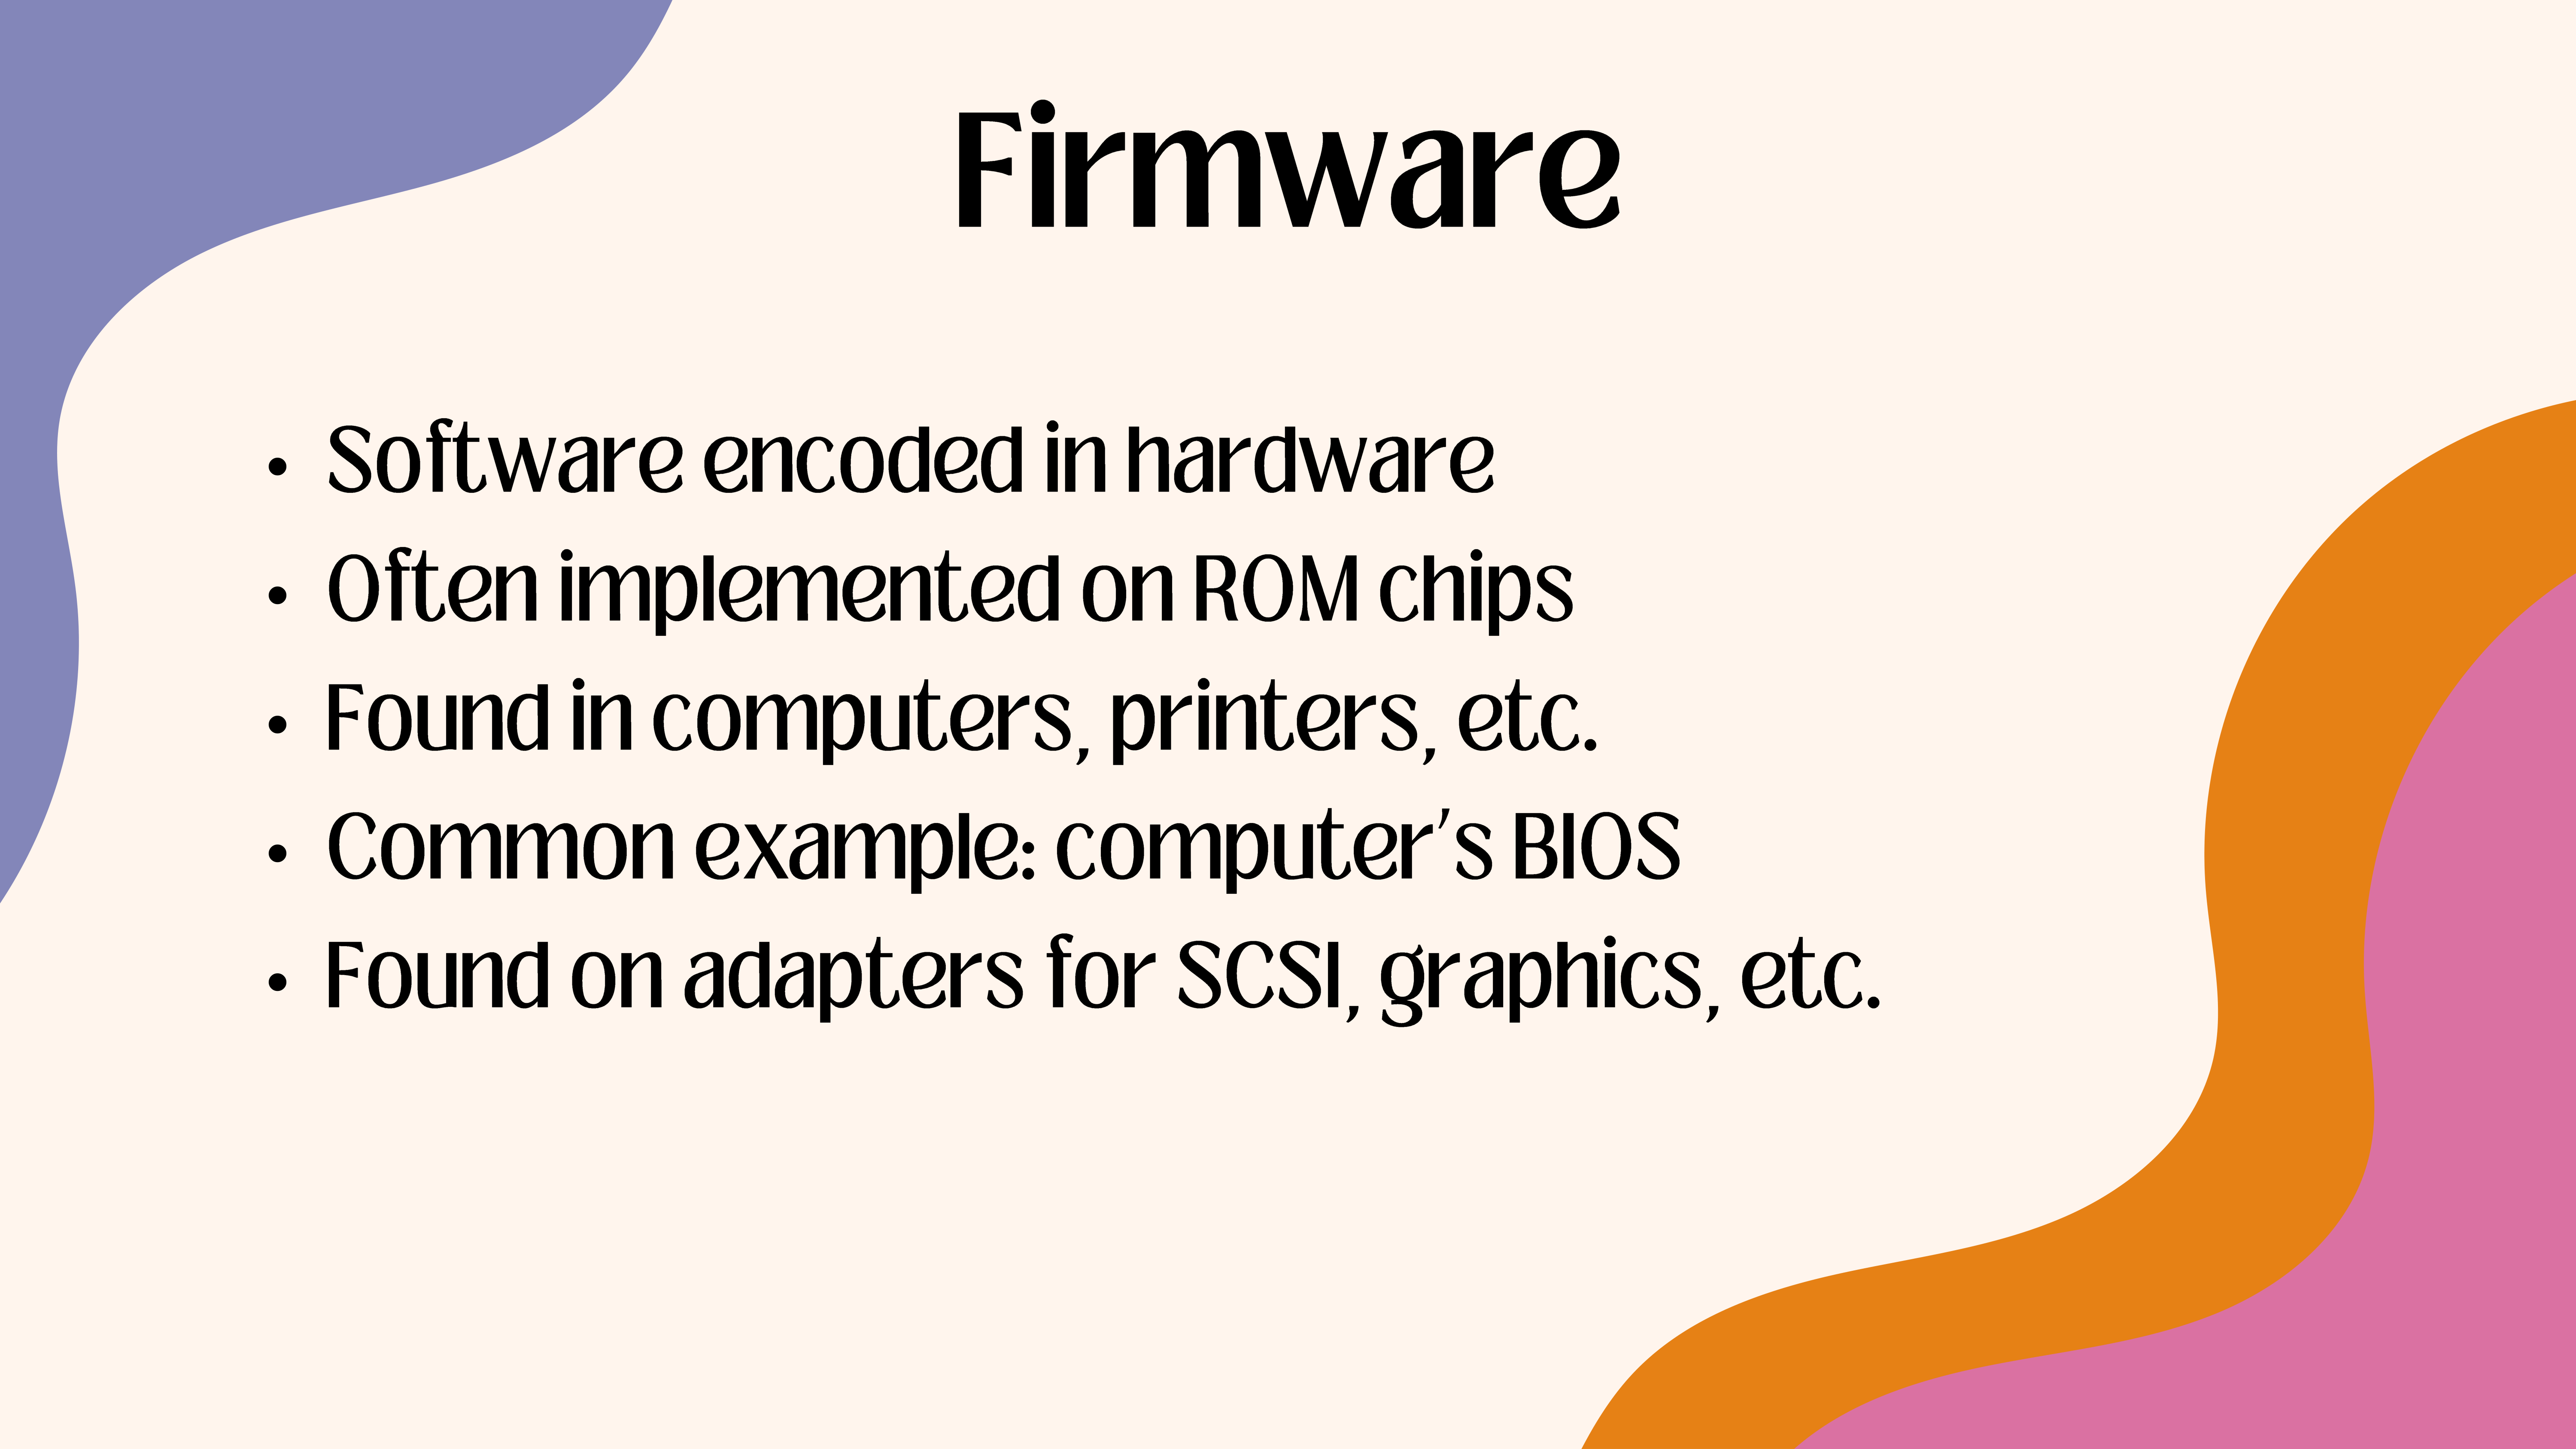 Firmware
• Software encoded in hardware
• Often implemented on ROM chips
• Found in computers, printers, etc.
• Common example: computer's BIOS
• Found on adapters for SCSI, graphics, etc.